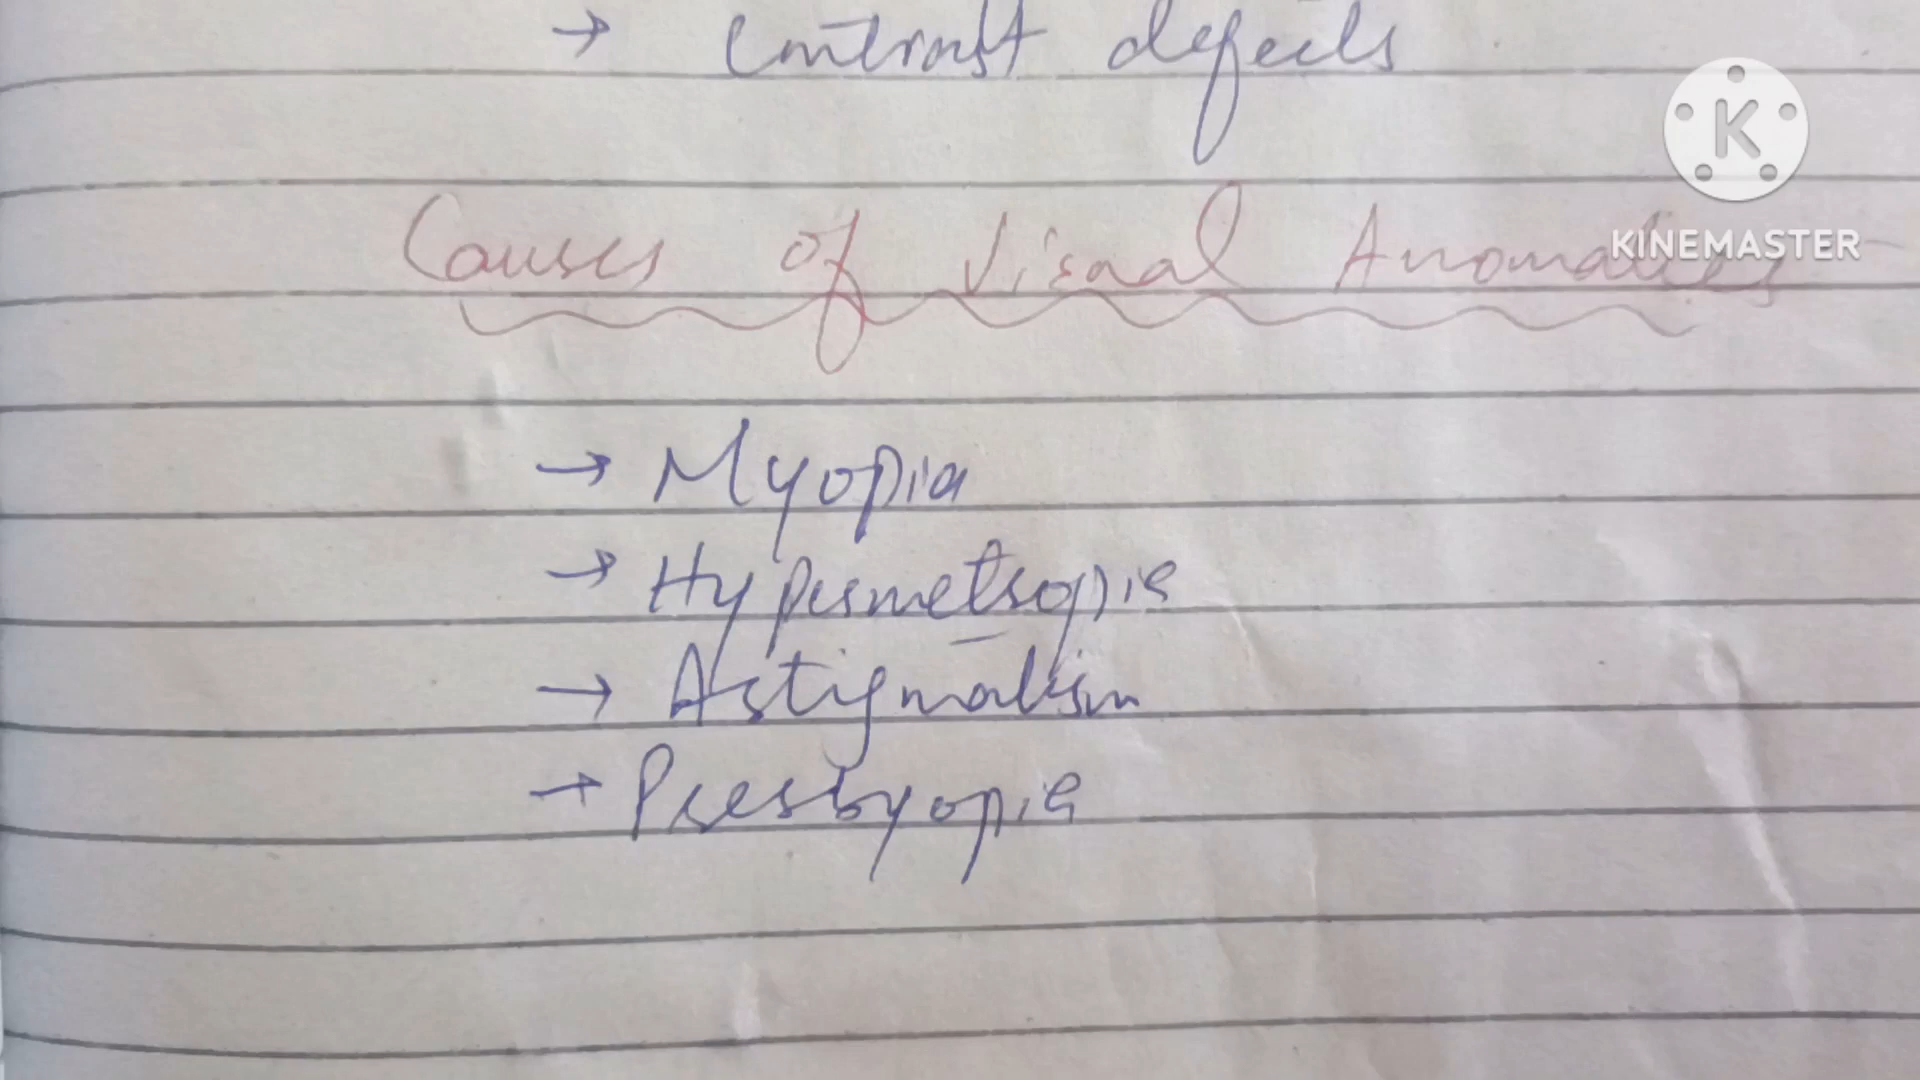 → Contrast defects
K
KINEMASTER
Causes of Visual Anomalies -
→ Myopia
→ Hypermetropia
→ Astigmatism
→ Presbyopia